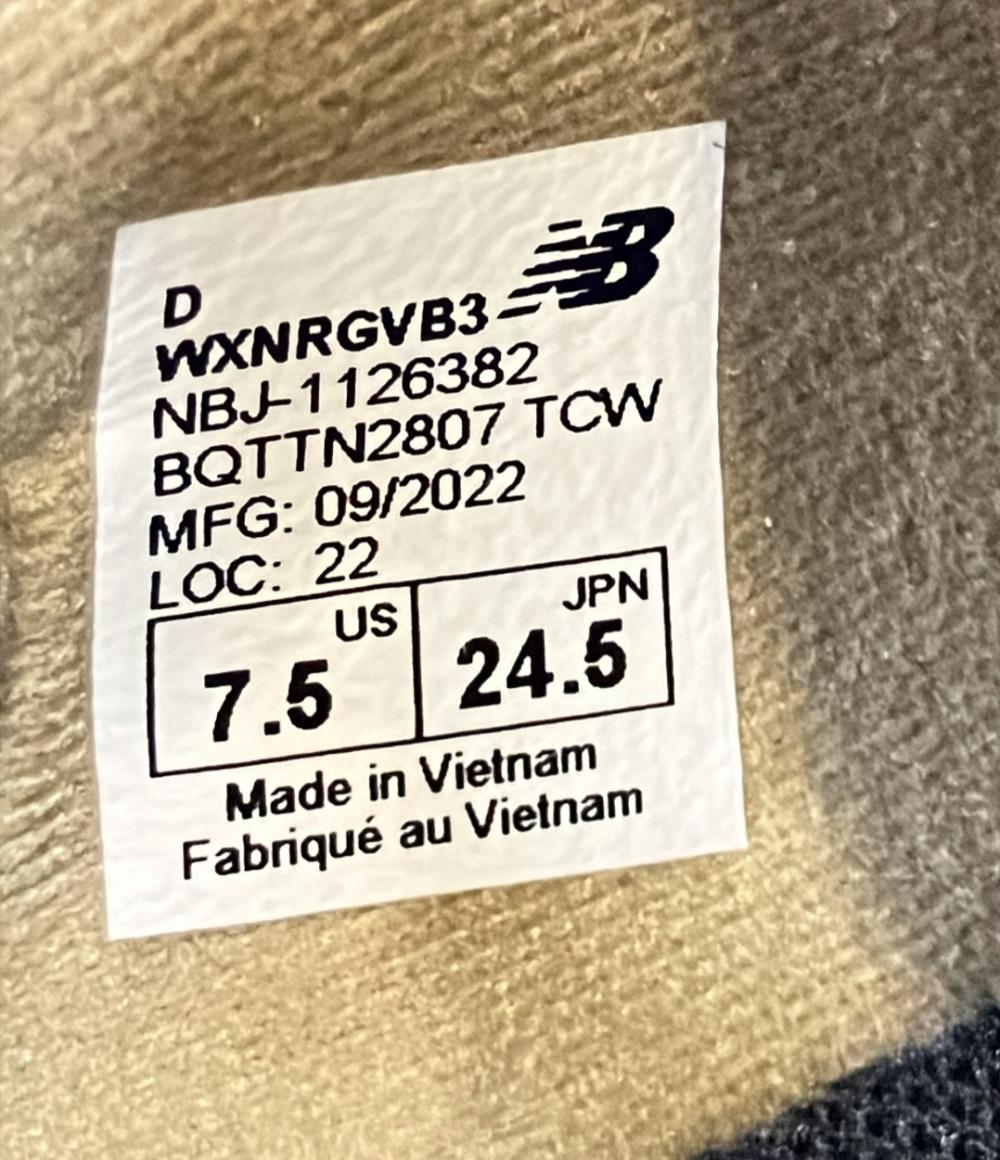 NB
D
WXNRGVB3
NBJ-1126382
BQTTN2807 TCW
MFG: 09/2022
LOC: 22
US
7.5
JPN
24.5
Made in Vietnam
Fabriqué au Vietnam